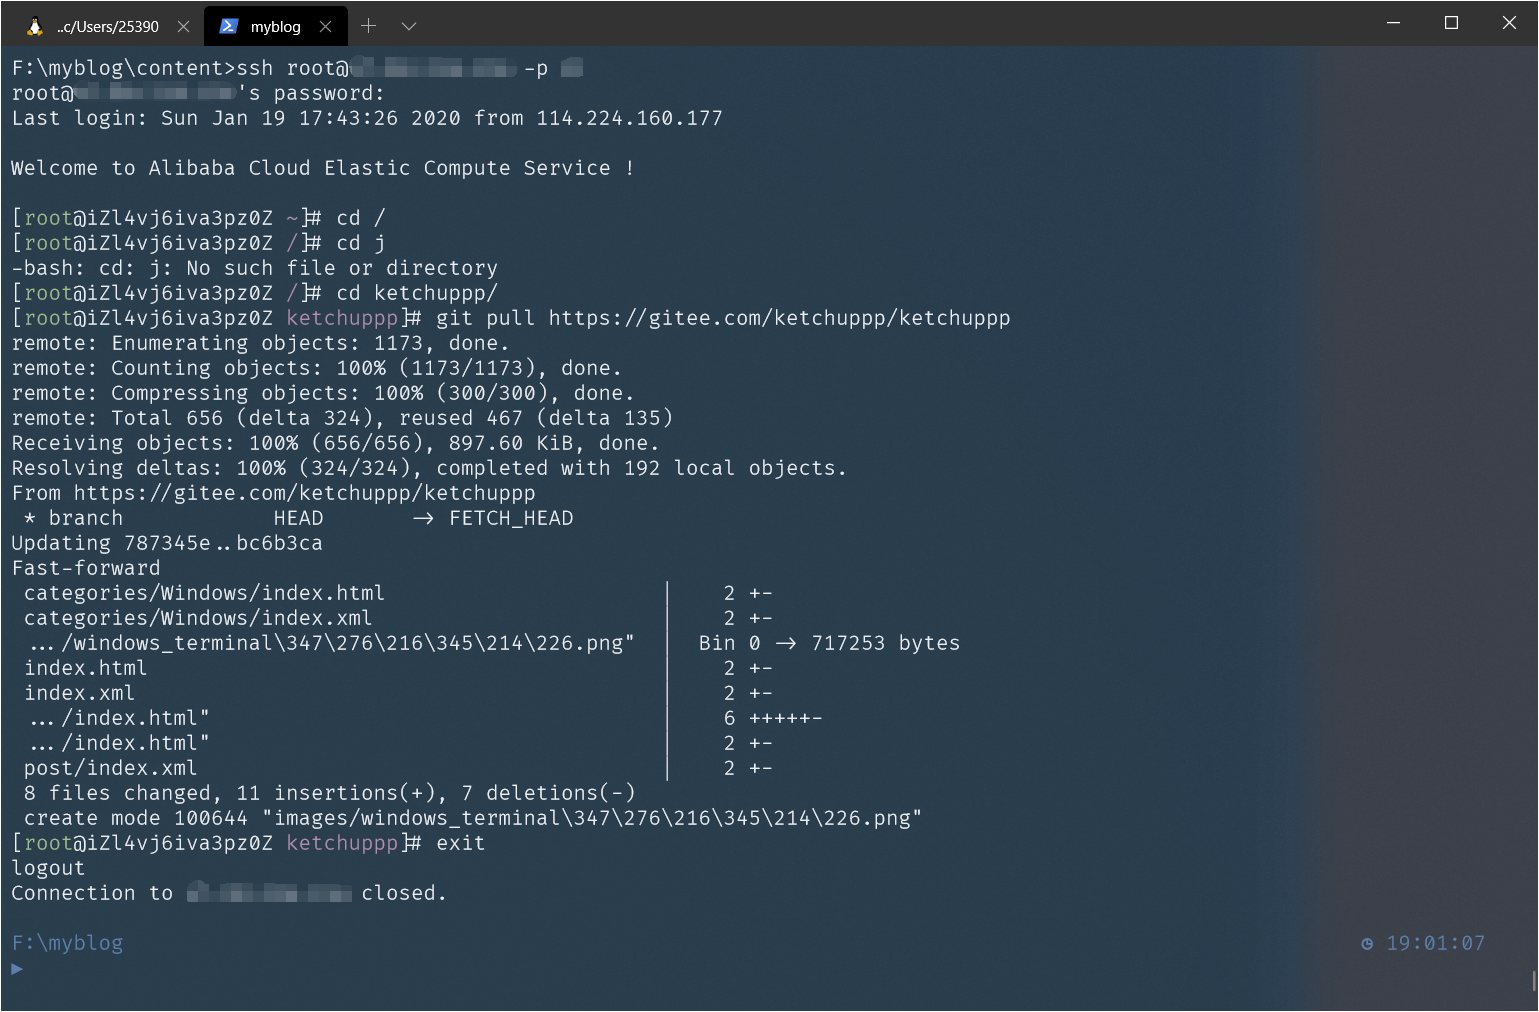 ..c/Users/25390 myblog
F:\myblog\content>ssh root@ -p
root@ 's password:
Last login: Sun Jan 19 17:43:26 2020 from 114.224.160.177
Welcome to Alibaba Cloud Elastic Compute Service !
[root@iZl4vj6iva3pz0Z ~]# cd /
[root@iZl4vj6iva3pz0Z /]# cd j
-bash: cd: j: No such file or directory
[root@iZl4vj6iva3pz0Z /]# cd ketchuppp/
[root@iZl4vj6iva3pz0Z ketchuppp]# git pull https://gitee.com/ketchuppp/ketchuppp
remote: Enumerating objects: 1173, done.
remote: Counting objects: 100% (1173/1173), done.
remote: Compressing objects: 100% (300/300), done.
remote: Total 656 (delta 324), reused 467 (delta 135)
Receiving objects: 100% (656/656), 897.60 KiB, done.
Resolving deltas: 100% (324/324), completed with 192 local objects.
From https://gitee.com/ketchuppp/ketchuppp
* branch HEAD -> FETCH_HEAD
Updating 787345e..bc6b3ca
Fast-forward
categories/Windows/index.html | 2 +-
categories/Windows/index.xml | 2 +-
.../windows_terminal\347\276\216\345\214\226.png" | Bin 0 -> 717253 bytes
index.html | 2 +-
index.xml | 2 +-
.../index.html" | 6 +++++-
.../index.html" | 2 +-
post/index.xml | 2 +-
8 files changed, 11 insertions(+), 7 deletions(-)
create mode 100644 "images/windows_terminal\347\276\216\345\214\226.png"
[root@iZl4vj6iva3pz0Z ketchuppp]# exit
logout
Connection to closed.
F:\myblog 19:01:07